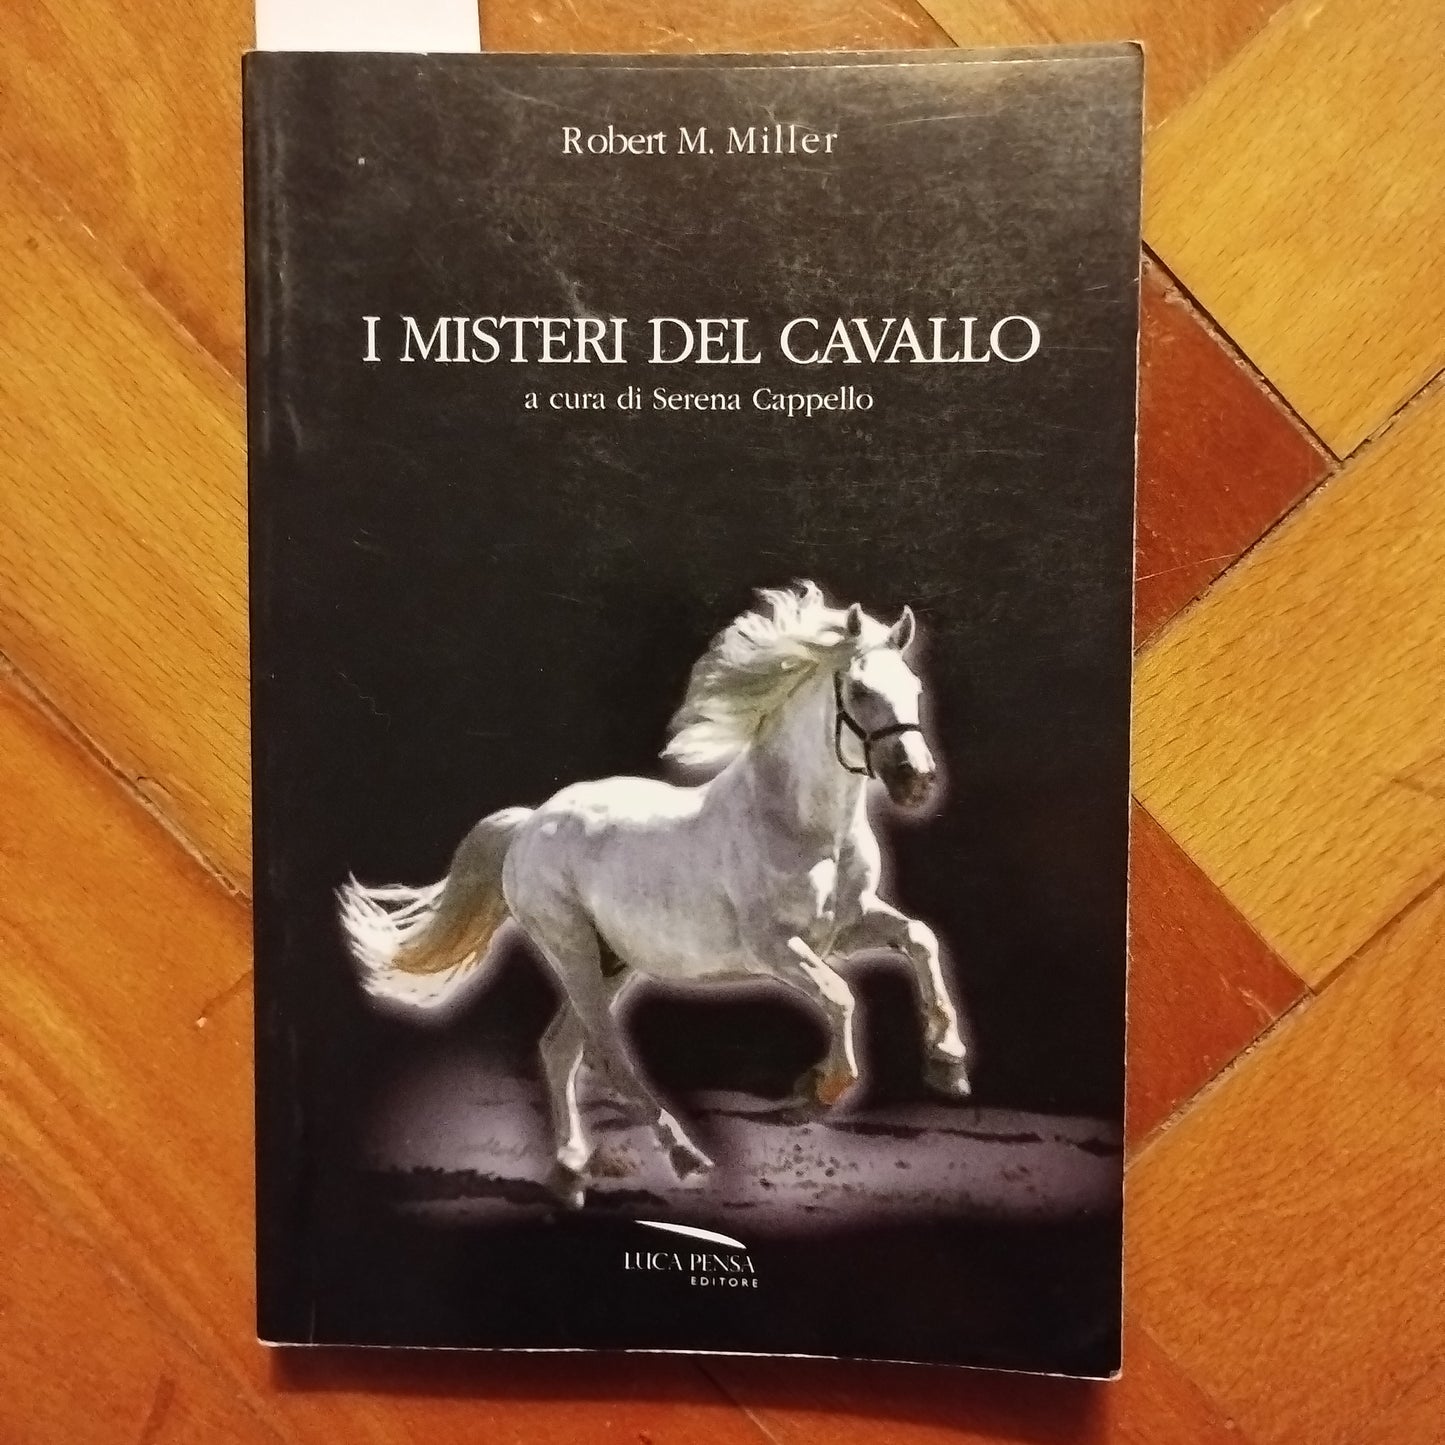 Robert M. Miller
I MISTERI DEL CAVALLO
a cura di Serena Cappello
LUCA PENSA
EDITORE